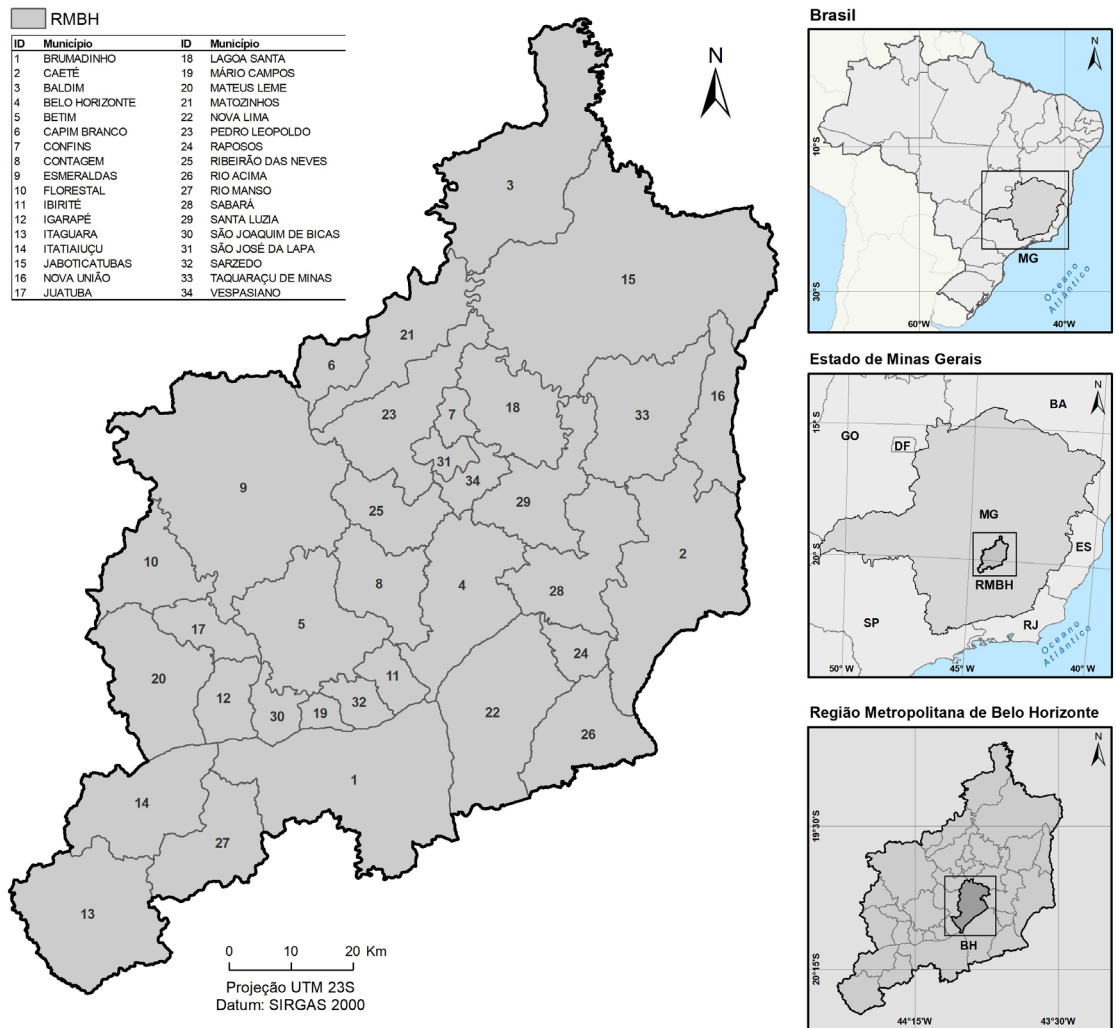 RMBH
ID Município ID Município
1 BRUMADINHO 18 LAGOA SANTA
2 CAETÉ 19 MÁRIO CAMPOS
3 BALDIM 20 MATEUS LEME
4 BELO HORIZONTE 21 MATOZINHOS
5 BETIM 22 NOVA LIMA
6 CAPIM BRANCO 23 PEDRO LEOPOLDO
7 CONFINS 24 RAPOSOS
8 CONTAGEM 25 RIBEIRÃO DAS NEVES
9 ESMERALDAS 26 RIO ACIMA
10 FLORESTAL 27 RIO MANSO
11 IBIRITÉ 28 SABARÁ
12 IGARAPÉ 29 SANTA LUZIA
13 ITAGUARA 30 SÃO JOAQUIM DE BICAS
14 ITATIAIUÇU 31 SÃO JOSÉ DA LAPA
15 JABOTICATUBAS 32 SARZEDO
16 NOVA UNIÃO 33 TAQUARAÇU DE MINAS
17 JUATUBA 34 VESPASIANO
N
3
15
21
6
16
7
18
23
33
31
34
9
25
29
2
10
8
4
28
5
17
24
20
11
12
32
30
19
22
26
1
14
27
13
0 10 20 Km
Projeção UTM 23S
Datum: SIRGAS 2000
Brasil
N
10°S
MG
Oceano
Atlântico
30°S
60°W 40°W
Estado de Minas Gerais
N
BA
15°S
GO
DF
MG
ES
20°S
RMBH
SP
RJ
Oceano
Atlântico
50° W 45°W 40° W
Região Metropolitana de Belo Horizonte
N
19°30'S
BH
20°15'S
44°15'W 43°30'W